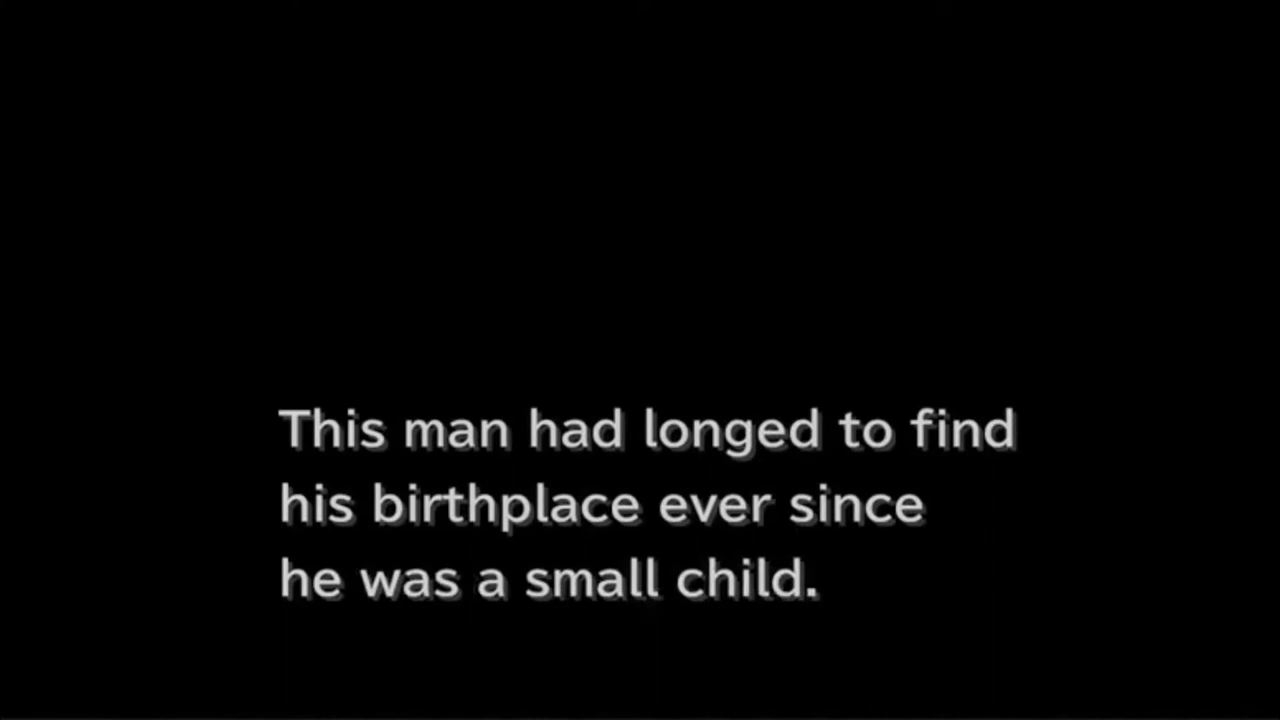 This man had longed to find
his birthplace ever since
he was a small child.